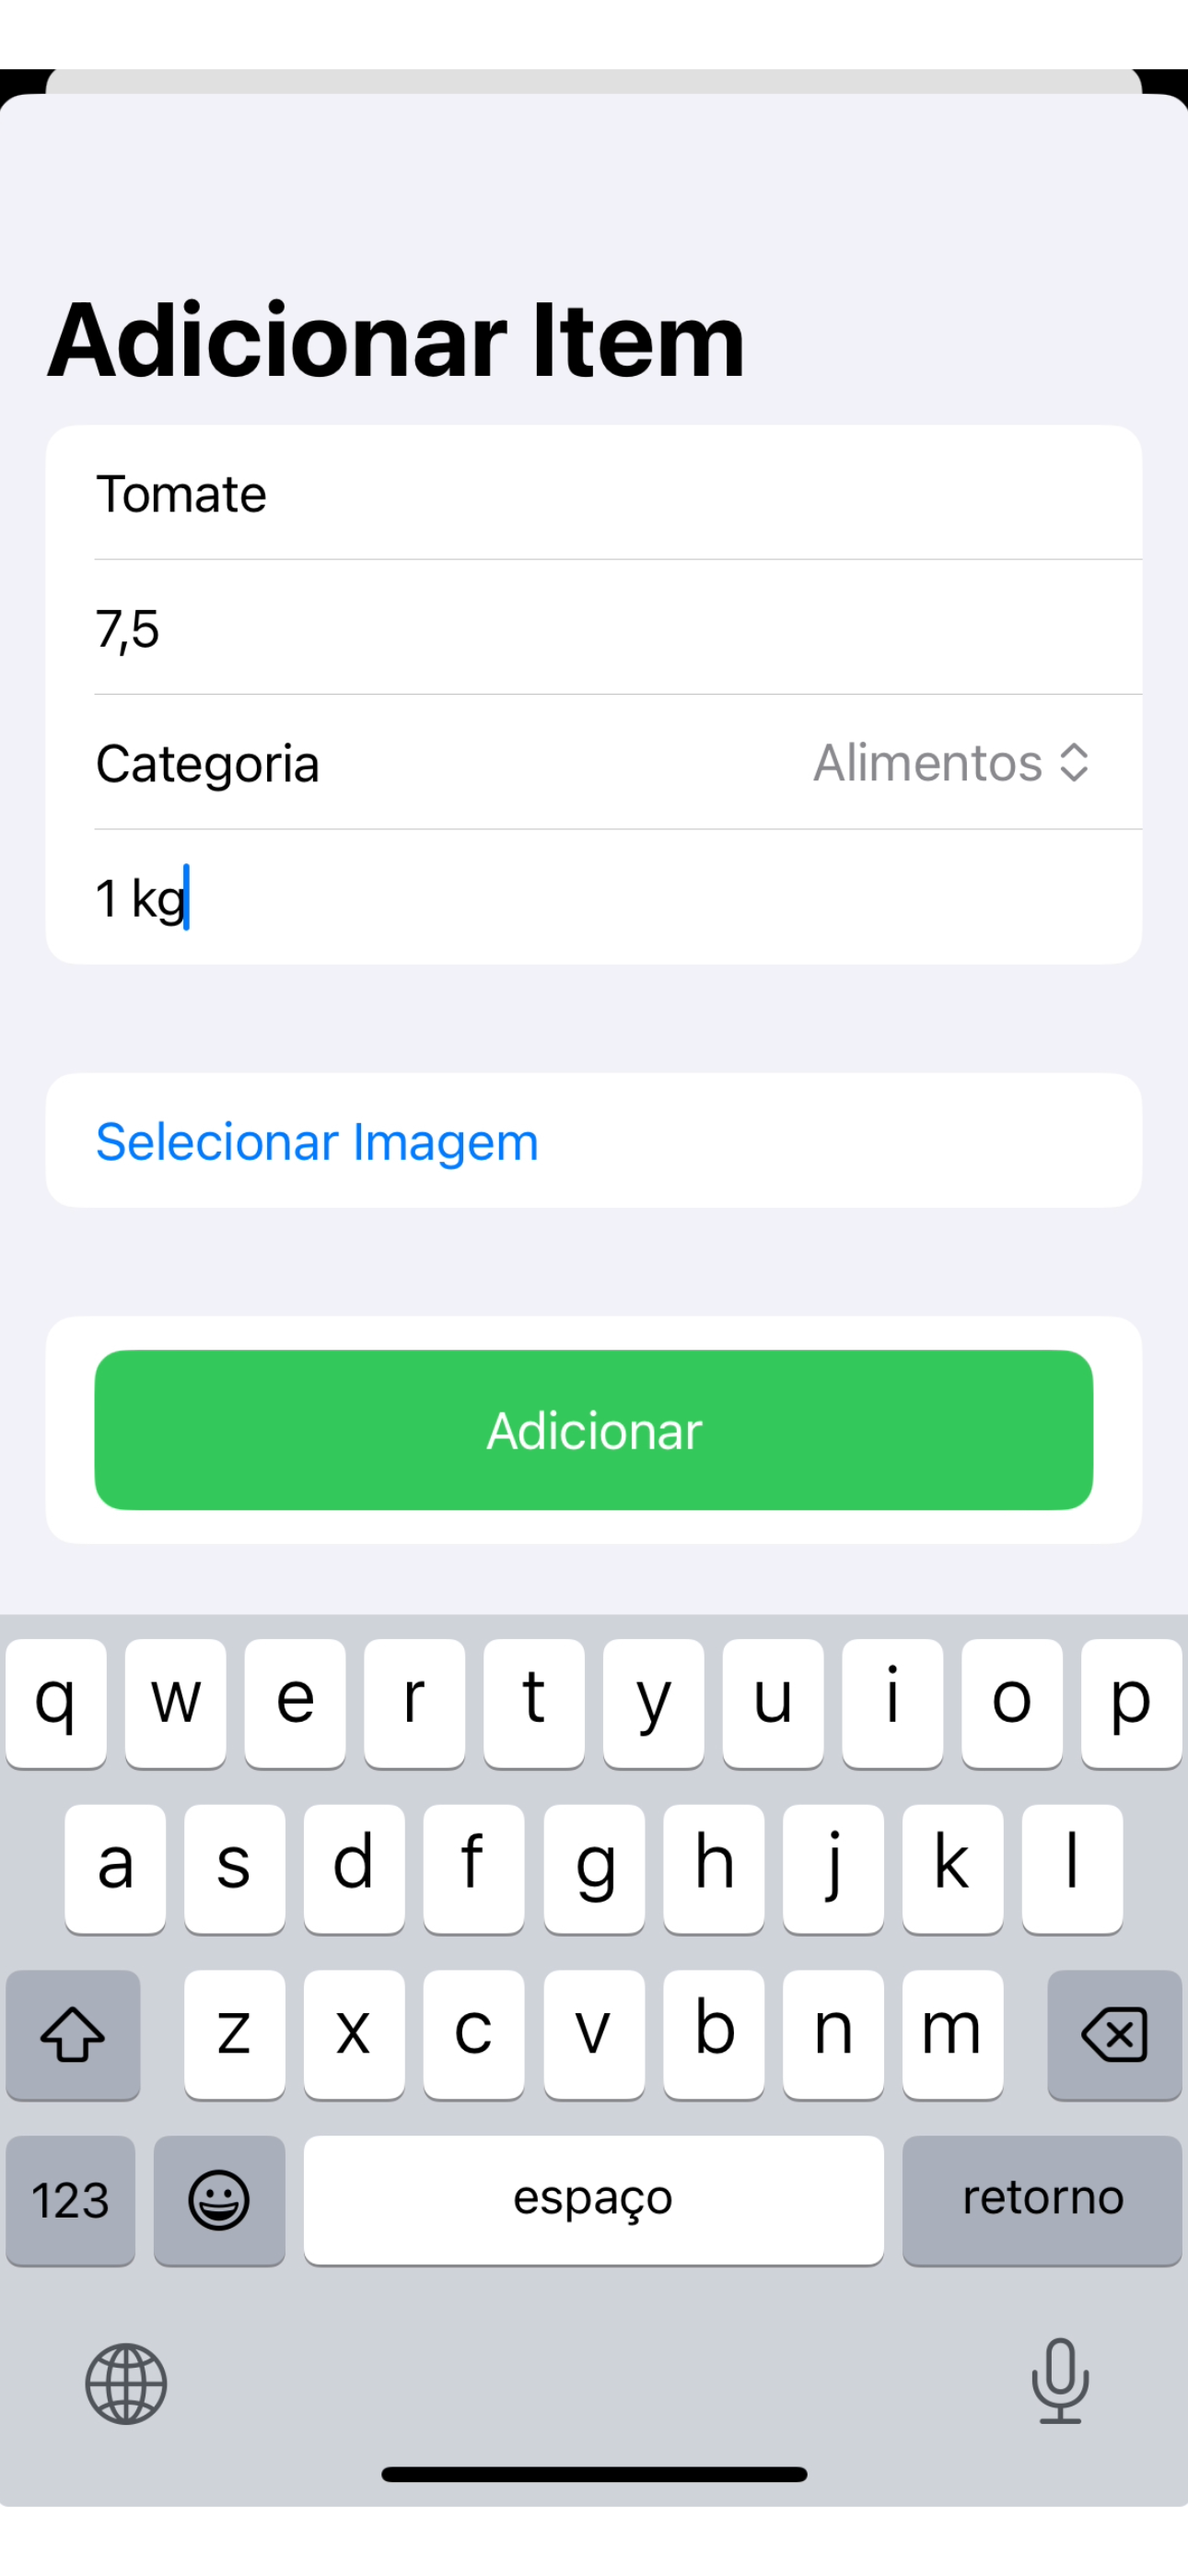 Adicionar Item
Tomate
7,5
Categoria Alimentos
1 kg
Selecionar Imagem
Adicionar
q w e r t y u i o p
a s d f g h j k l
z x c v b n m
123 espaço retorno